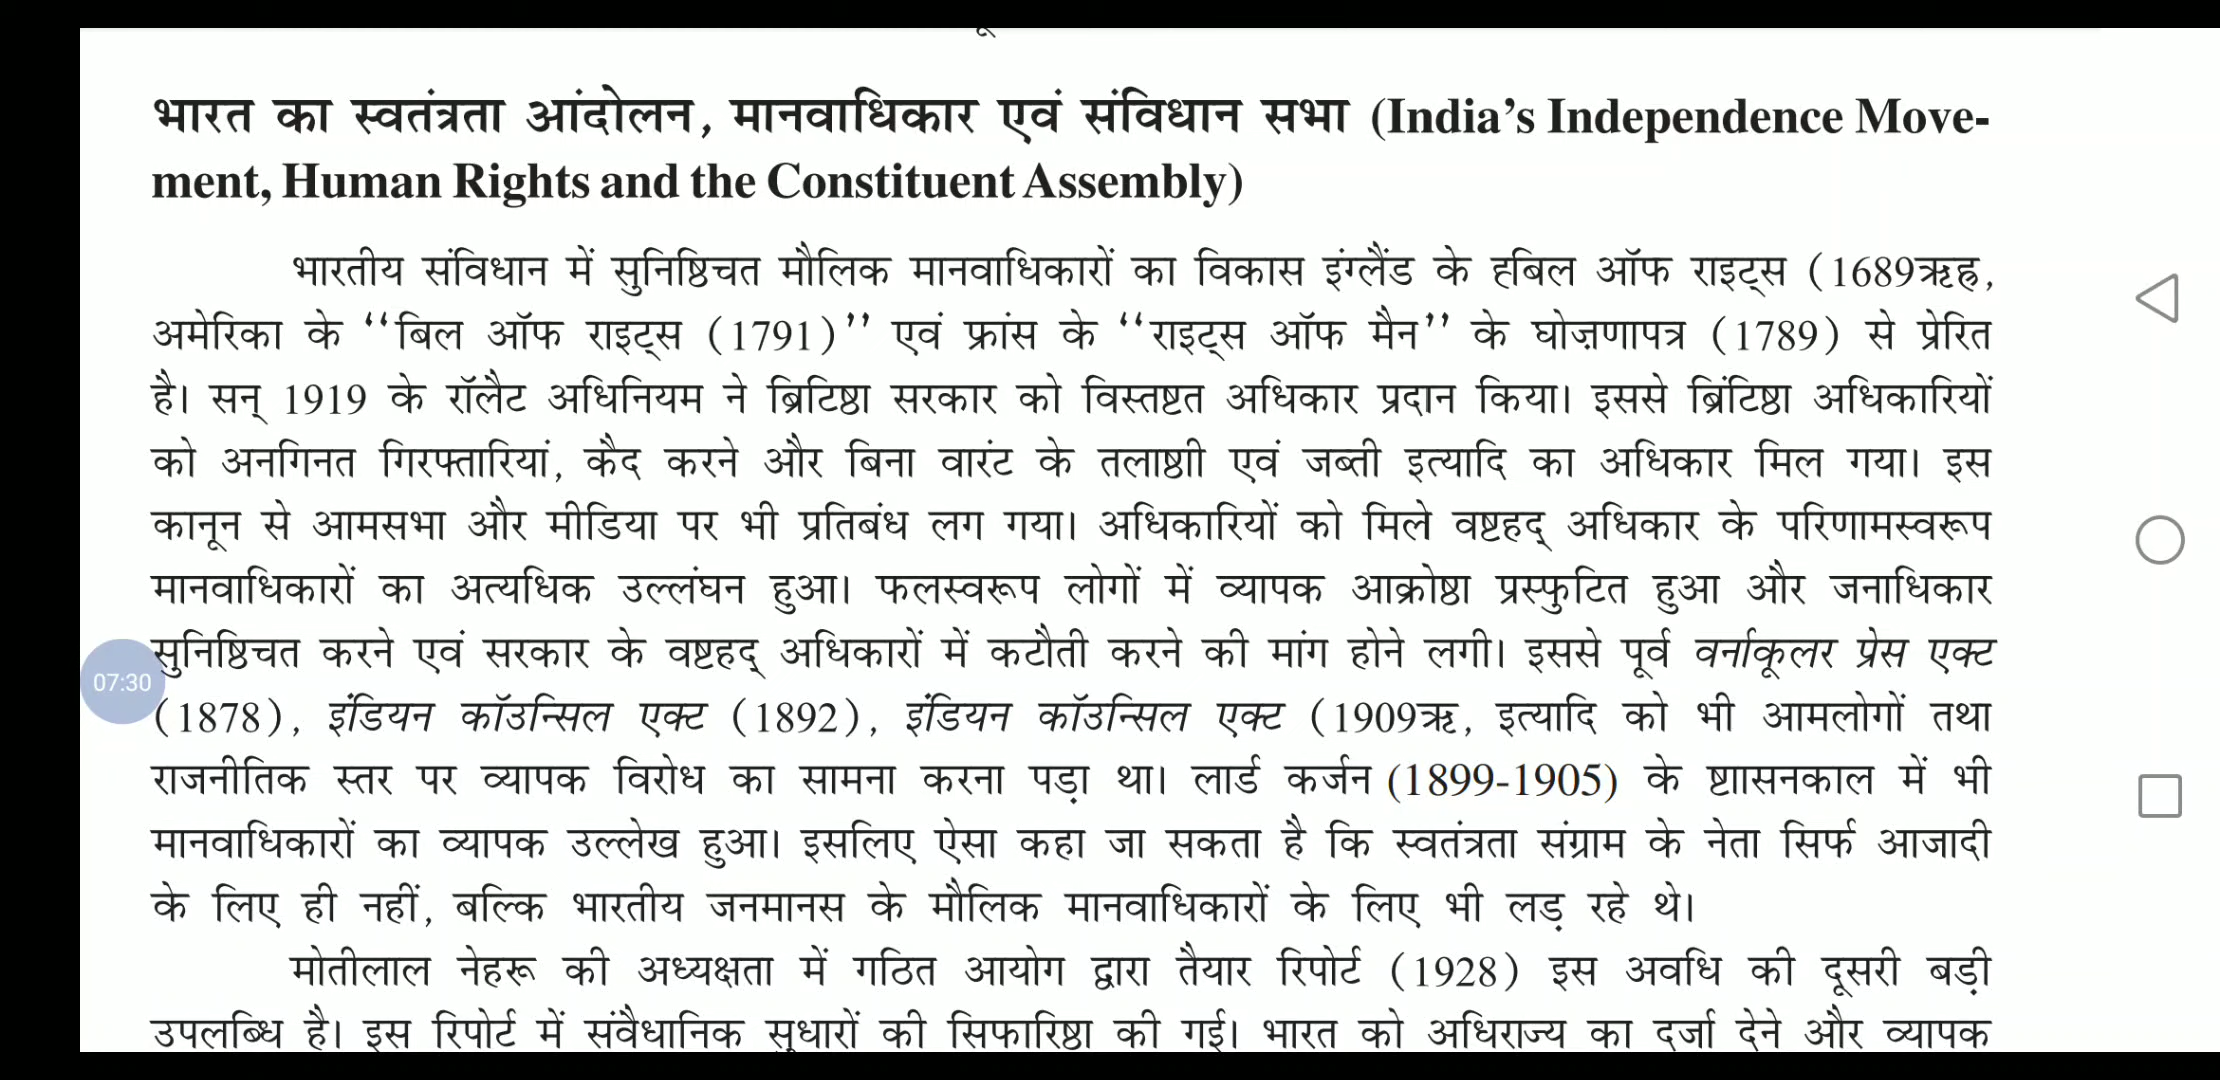 भारत का स्वतंत्रता आंदोलन, मानवाधिकार एवं संविधान सभा (India’s Independence Move-
ment, Human Rights and the Constituent Assembly)
भारतीय संविधान में सुनिष्ठिचत मौलिक मानवाधिकारों का विकास इंग्लैंड के ह्बिल ऑफ राइट्स (1689ऋह्र,
अमेरिका के ‘‘बिल ऑफ राइट्स (1791)’’ एवं फ्रांस के ‘‘राइट्स ऑफ मैन’’ के घोज़णापत्र (1789) से प्रेरित
है। सन् 1919 के रॉलैट अधिनियम ने ब्रिटिष्ठा सरकार को विस्तष्टत अधिकार प्रदान किया। इससे ब्रिंटिष्ठा अधिकारियों
को अनगिनत गिरफ्तारियां, कैद करने और बिना वारंट के तलाष्ठाी एवं जब्ती इत्यादि का अधिकार मिल गया। इस
कानून से आमसभा और मीडिया पर भी प्रतिबंध लग गया। अधिकारियों को मिले वष्टहद् अधिकार के परिणामस्वरूप
मानवाधिकारों का अत्यधिक उल्लंघन हुआ। फलस्वरूप लोगों में व्यापक आक्रोष्ठा प्रस्फुटित हुआ और जनाधिकार
सुनिष्ठिचत करने एवं सरकार के वष्टहद् अधिकारों में कटौती करने की मांग होने लगी। इससे पूर्व वर्नाकूलर प्रेस एक्ट
07:30
(1878), इंडियन कॉउन्सिल एक्ट (1892), इंडियन कॉउन्सिल एक्ट (1909ऋ, इत्यादि को भी आमलोगों तथा
राजनीतिक स्तर पर व्यापक विरोध का सामना करना पड़ा था। लार्ड कर्जन (1899-1905) के ष्टाासनकाल में भी
मानवाधिकारों का व्यापक उल्लेख हुआ। इसलिए ऐसा कहा जा सकता है कि स्वतंत्रता संग्राम के नेता सिर्फ आजादी
के लिए ही नहीं, बल्कि भारतीय जनमानस के मौलिक मानवाधिकारों के लिए भी लड़ रहे थे।
मोतीलाल नेहरू की अध्यक्षता में गठित आयोग द्वारा तैयार रिपोर्ट (1928) इस अवधि की दूसरी बड़ी
उपलब्धि है। इस रिपोर्ट में संवैधानिक सुधारों की सिफारिष्ठा की गई। भारत को अधिराज्य का दर्जा देने और व्यापक